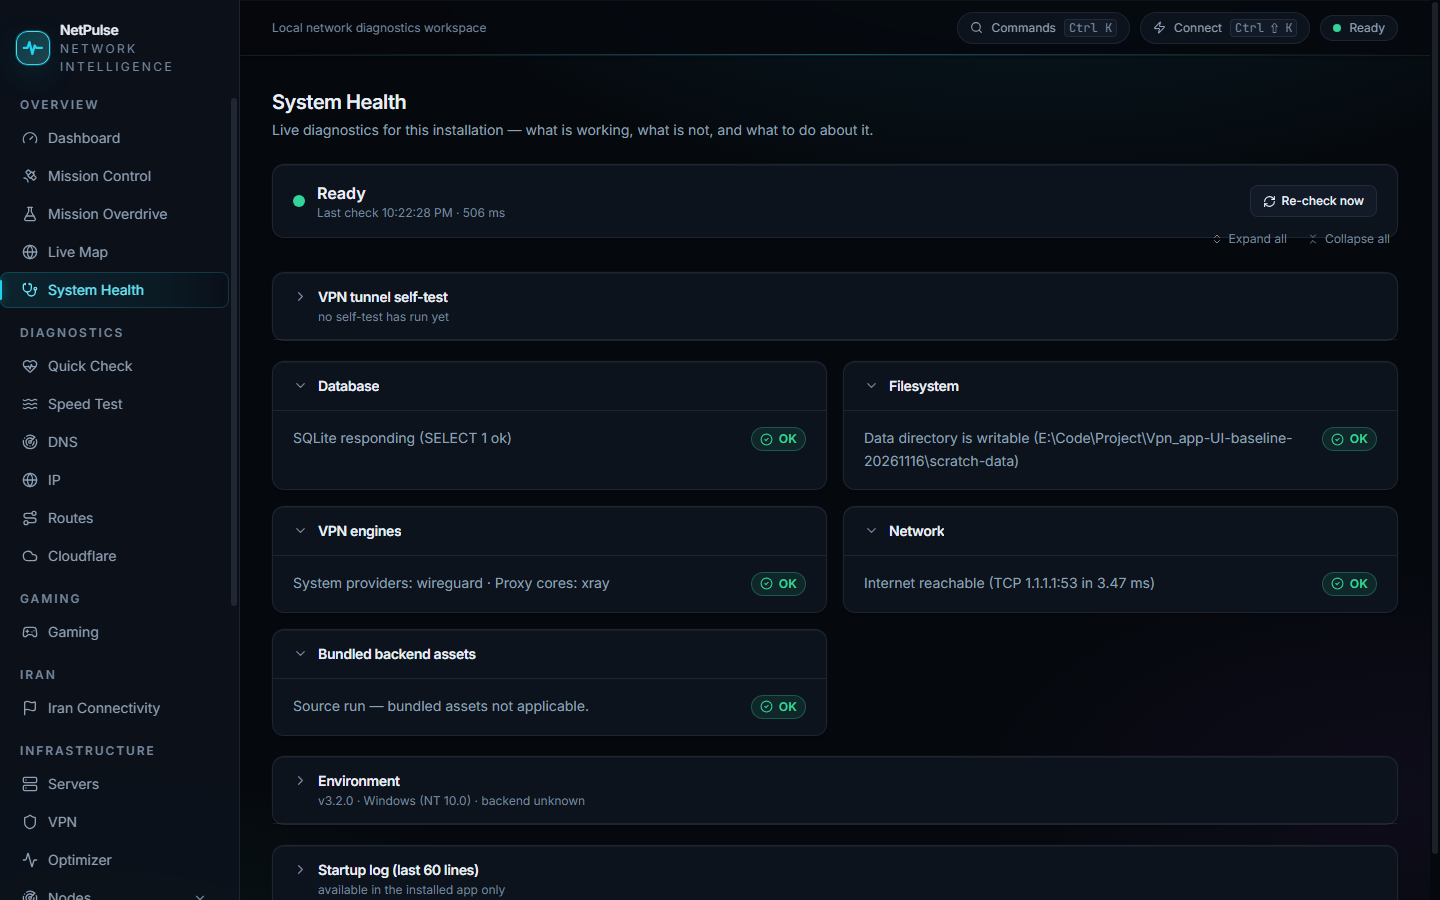 NetPulse
NETWORK
INTELLIGENCE
OVERVIEW
Dashboard
Mission Control
Mission Overdrive
Live Map
System Health
DIAGNOSTICS
Quick Check
Speed Test
DNS
IP
Routes
Cloudflare
GAMING
Gaming
IRAN
Iran Connectivity
INFRASTRUCTURE
Servers
VPN
Optimizer
Nodes
Local network diagnostics workspace
Commands Ctrl K
Connect Ctrl ⇧ K
Ready
System Health
Live diagnostics for this installation — what is working, what is not, and what to do about it.
Ready
Last check 10:22:28 PM · 506 ms
Re-check now
Expand all
Collapse all
VPN tunnel self-test
no self-test has run yet
Database
SQLite responding (SELECT 1 ok)
OK
Filesystem
Data directory is writable (E:\Code\Project\Vpn_app-UI-baseline-
20261116\scratch-data)
OK
VPN engines
System providers: wireguard · Proxy cores: xray
OK
Network
Internet reachable (TCP 1.1.1.1:53 in 3.47 ms)
OK
Bundled backend assets
Source run — bundled assets not applicable.
OK
Environment
v3.2.0 · Windows (NT 10.0) · backend unknown
Startup log (last 60 lines)
available in the installed app only